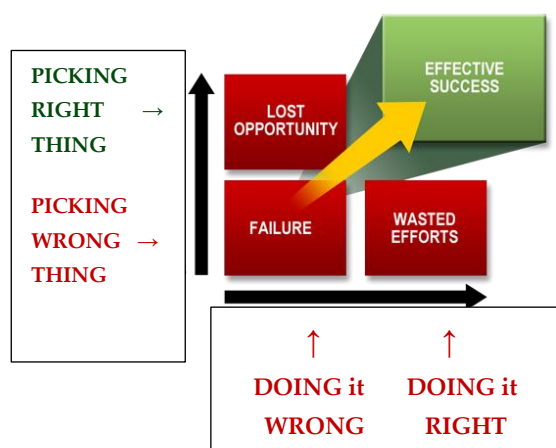 PICKING
RIGHT →
THING
PICKING
WRONG →
THING
EFFECTIVE
SUCCESS
LOST
OPPORTUNITY
FAILURE
WASTED
EFFORTS
↑ ↑
DOING it DOING it
WRONG RIGHT